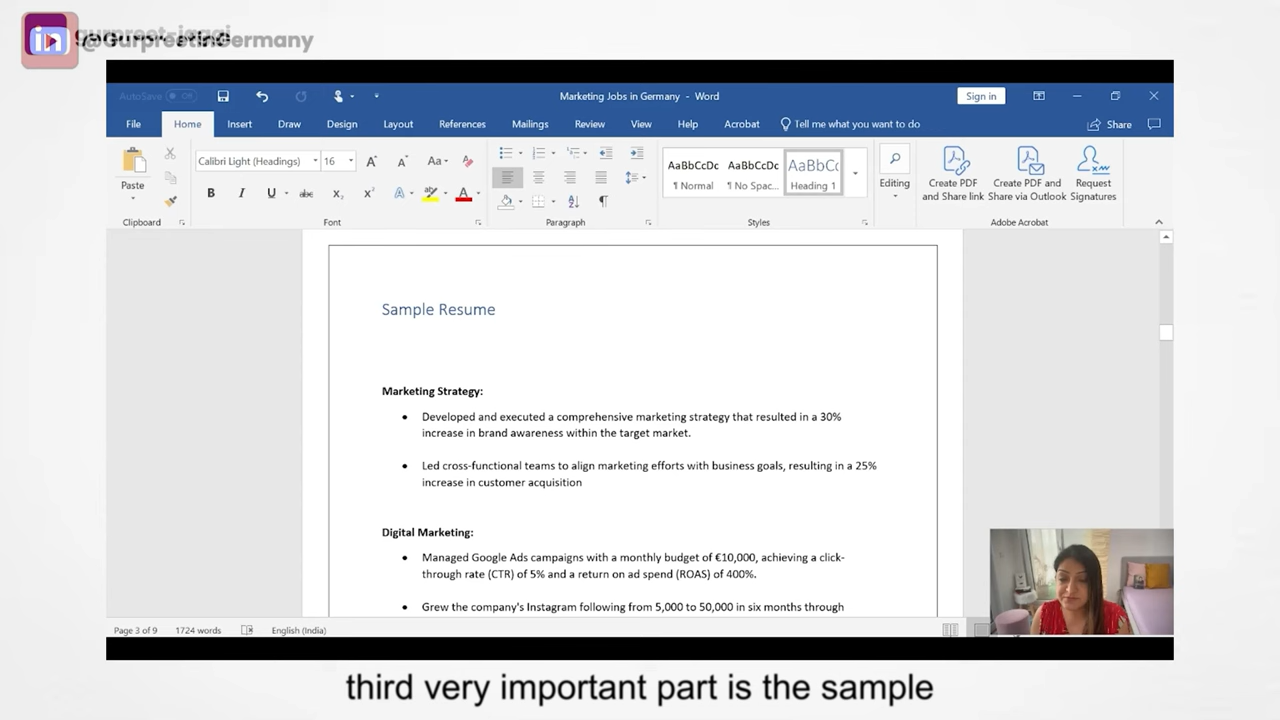 @GurpreetinGermany
AutoSave Off
Marketing Jobs in Germany - Word
Sign in
File Home Insert Draw Design Layout References Mailings Review View Help Acrobat Tell me what you want to do Share
Paste
Clipboard
Calibri Light (Headings) 16
Font
Paragraph
AaBbCcDc AaBbCcDc AaBbC
¶ Normal ¶ No Spac... Heading 1
Styles
Editing
Create PDF and Share link
Create PDF and Share via Outlook
Request Signatures
Adobe Acrobat
Sample Resume
Marketing Strategy:
• Developed and executed a comprehensive marketing strategy that resulted in a 30%
increase in brand awareness within the target market.
• Led cross-functional teams to align marketing efforts with business goals, resulting in a 25%
increase in customer acquisition
Digital Marketing:
• Managed Google Ads campaigns with a monthly budget of €10,000, achieving a click-
through rate (CTR) of 5% and a return on ad spend (ROAS) of 400%.
• Grew the company's Instagram following from 5,000 to 50,000 in six months through
Page 3 of 9 1724 words English (India)
third very important part is the sample